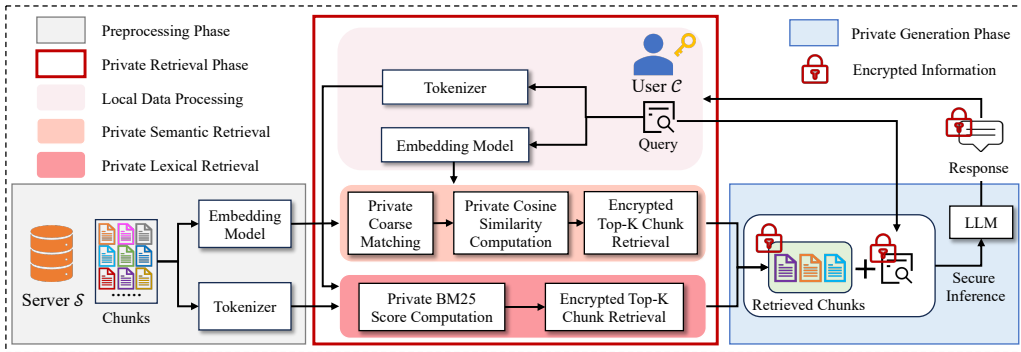 Preprocessing Phase
Private Retrieval Phase
Local Data Processing
Private Semantic Retrieval
Private Lexical Retrieval
User C
Tokenizer
Embedding Model
Query
Private Generation Phase
Encrypted Information
Response
Server S
Chunks
......
Embedding
Model
Tokenizer
Private
Coarse
Matching
Private Cosine
Similarity
Computation
Encrypted
Top-K Chunk
Retrieval
Private BM25
Score Computation
Encrypted Top-K
Chunk Retrieval
+
Retrieved Chunks
LLM
Secure
Inference